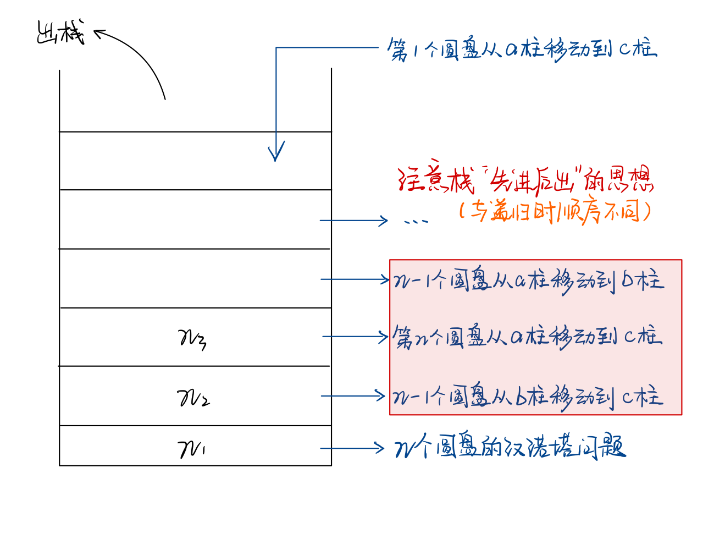 出栈
第1个圆盘从a柱移动到c柱
注意栈“先进后出”的思想
(与递归时顺序不同)
...
n-1个圆盘从a柱移动到b柱
n3 第n个圆盘从a柱移动到c柱
n2 n-1个圆盘从b柱移动到c柱
n1 n个圆盘的汉诺塔问题